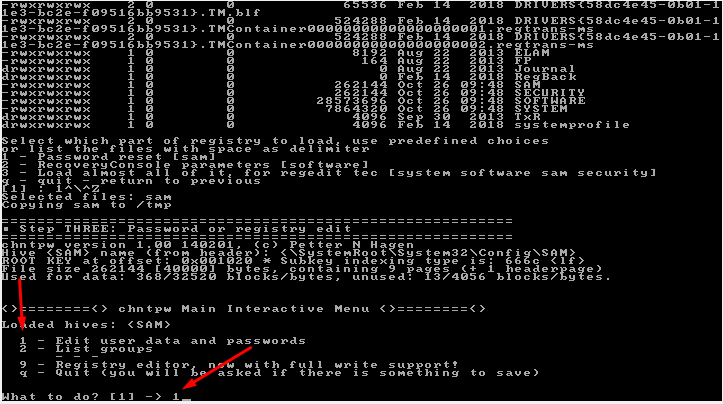 -rwxrwxrwx 2 0 0 65536 Feb 14 2018 DRIVERS{58dc4e45-0b01-1
1e3-bc2e-f09516bb9531}.TM.blf
-rwxrwxrwx 2 0 0 524288 Feb 14 2018 DRIVERS{58dc4e45-0b01-1
1e3-bc2e-f09516bb9531}.TMContainer00000000000000000001.regtrans-ms
-rwxrwxrwx 2 0 0 524288 Feb 14 2018 DRIVERS{58dc4e45-0b01-1
1e3-bc2e-f09516bb9531}.TMContainer00000000000000000002.regtrans-ms
-rwxrwxrwx 1 0 0 8192 Aug 22 2013 ELAM
-rwxrwxrwx 1 0 0 164 Aug 22 2013 FP
drwxrwxrwx 1 0 0 0 Aug 22 2013 Journal
drwxrwxrwx 1 0 0 0 Feb 14 2018 RegBack
-rwxrwxrwx 1 0 0 262144 Oct 26 09:48 SAM
-rwxrwxrwx 1 0 0 262144 Oct 26 09:48 SECURITY
-rwxrwxrwx 1 0 0 28573696 Oct 26 09:48 SOFTWARE
-rwxrwxrwx 1 0 0 7864320 Oct 26 09:48 SYSTEM
drwxrwxrwx 1 0 0 4096 Sep 30 2013 TxR
drwxrwxrwx 1 0 0 4096 Feb 14 2018 systemprofile
Select which part of registry to load, use predefined choices
or list the files with space as delimiter
1 - Password reset [sam]
2 - RecoveryConsole parameters [software]
3 - Load almost all of it, for regedit tec [system software sam security]
q - quit - return to previous
[1] : 1^\^Z
Selected files: sam
Copying sam to /tmp
=========================================================
▪ Step THREE: Password or registry edit
=========================================================
chntpw version 1.00 140201, (c) Petter N Hagen
Hive <SAM> name (from header): <\SystemRoot\System32\Config\SAM>
ROOT KEY at offset: 0x001020 * Subkey indexing type is: 666c <lf>
File size 262144 [40000] bytes, containing 9 pages (+ 1 headerpage)
Used for data: 368/32520 blocks/bytes, unused: 13/4056 blocks/bytes.
<>========<> chntpw Main Interactive Menu <>========<>
Loaded hives: <SAM>
1 - Edit user data and passwords
2 - List groups
- - -
9 - Registry editor, now with full write support!
q - Quit (you will be asked if there is something to save)
What to do? [1] -> 1_